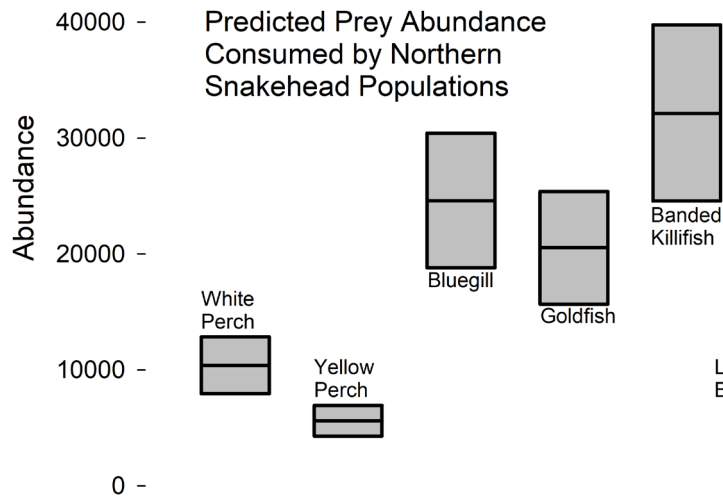 Predicted Prey Abundance
Consumed by Northern
Snakehead Populations
Abundance
40000
30000
20000
10000
0
White
Perch
Yellow
Perch
Bluegill
Goldfish
Banded
Killifish